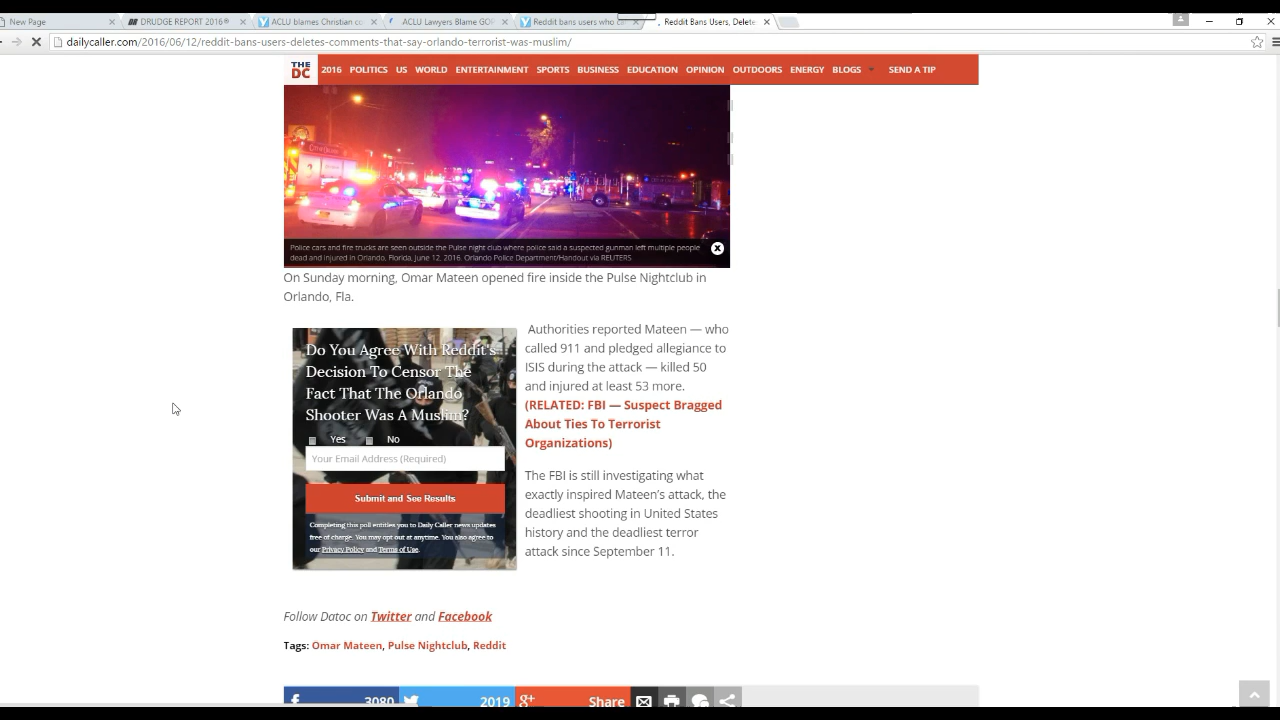 New Page
DRUDGE REPORT 2016®
ACLU blames Christian co
ACLU Lawyers Blame GOP
Reddit bans users who ca
Reddit Bans Users, Delete
dailycaller.com/2016/06/12/reddit-bans-users-deletes-comments-that-say-orlando-terrorist-was-muslim/
THE
DC
2016 POLITICS US WORLD ENTERTAINMENT SPORTS BUSINESS EDUCATION OPINION OUTDOORS ENERGY BLOGS SEND A TIP
Police cars and fire trucks are seen outside the Pulse night club where police said a suspected gunman left multiple people
dead and injured in Orlando, Florida, June 12, 2016. Orlando Police Department/Handout via REUTERS
On Sunday morning, Omar Mateen opened fire inside the Pulse Nightclub in
Orlando, Fla.
Do You Agree With Reddit's
Decision To Censor The
Fact That The Orlando
Shooter Was A Muslim?
Yes No
Your Email Address (Required)
Submit and See Results
Completing this poll entitles you to Daily Caller news updates
free of charge. You may opt out at anytime. You also agree to
our Privacy Policy and Terms of Use.
Authorities reported Mateen — who
called 911 and pledged allegiance to
ISIS during the attack — killed 50
and injured at least 53 more.
(RELATED: FBI — Suspect Bragged
About Ties To Terrorist
Organizations)
The FBI is still investigating what
exactly inspired Mateen's attack, the
deadliest shooting in United States
history and the deadliest terror
attack since September 11.
Follow Datoc on Twitter and Facebook
Tags: Omar Mateen, Pulse Nightclub, Reddit
3080 2019 g+ Share